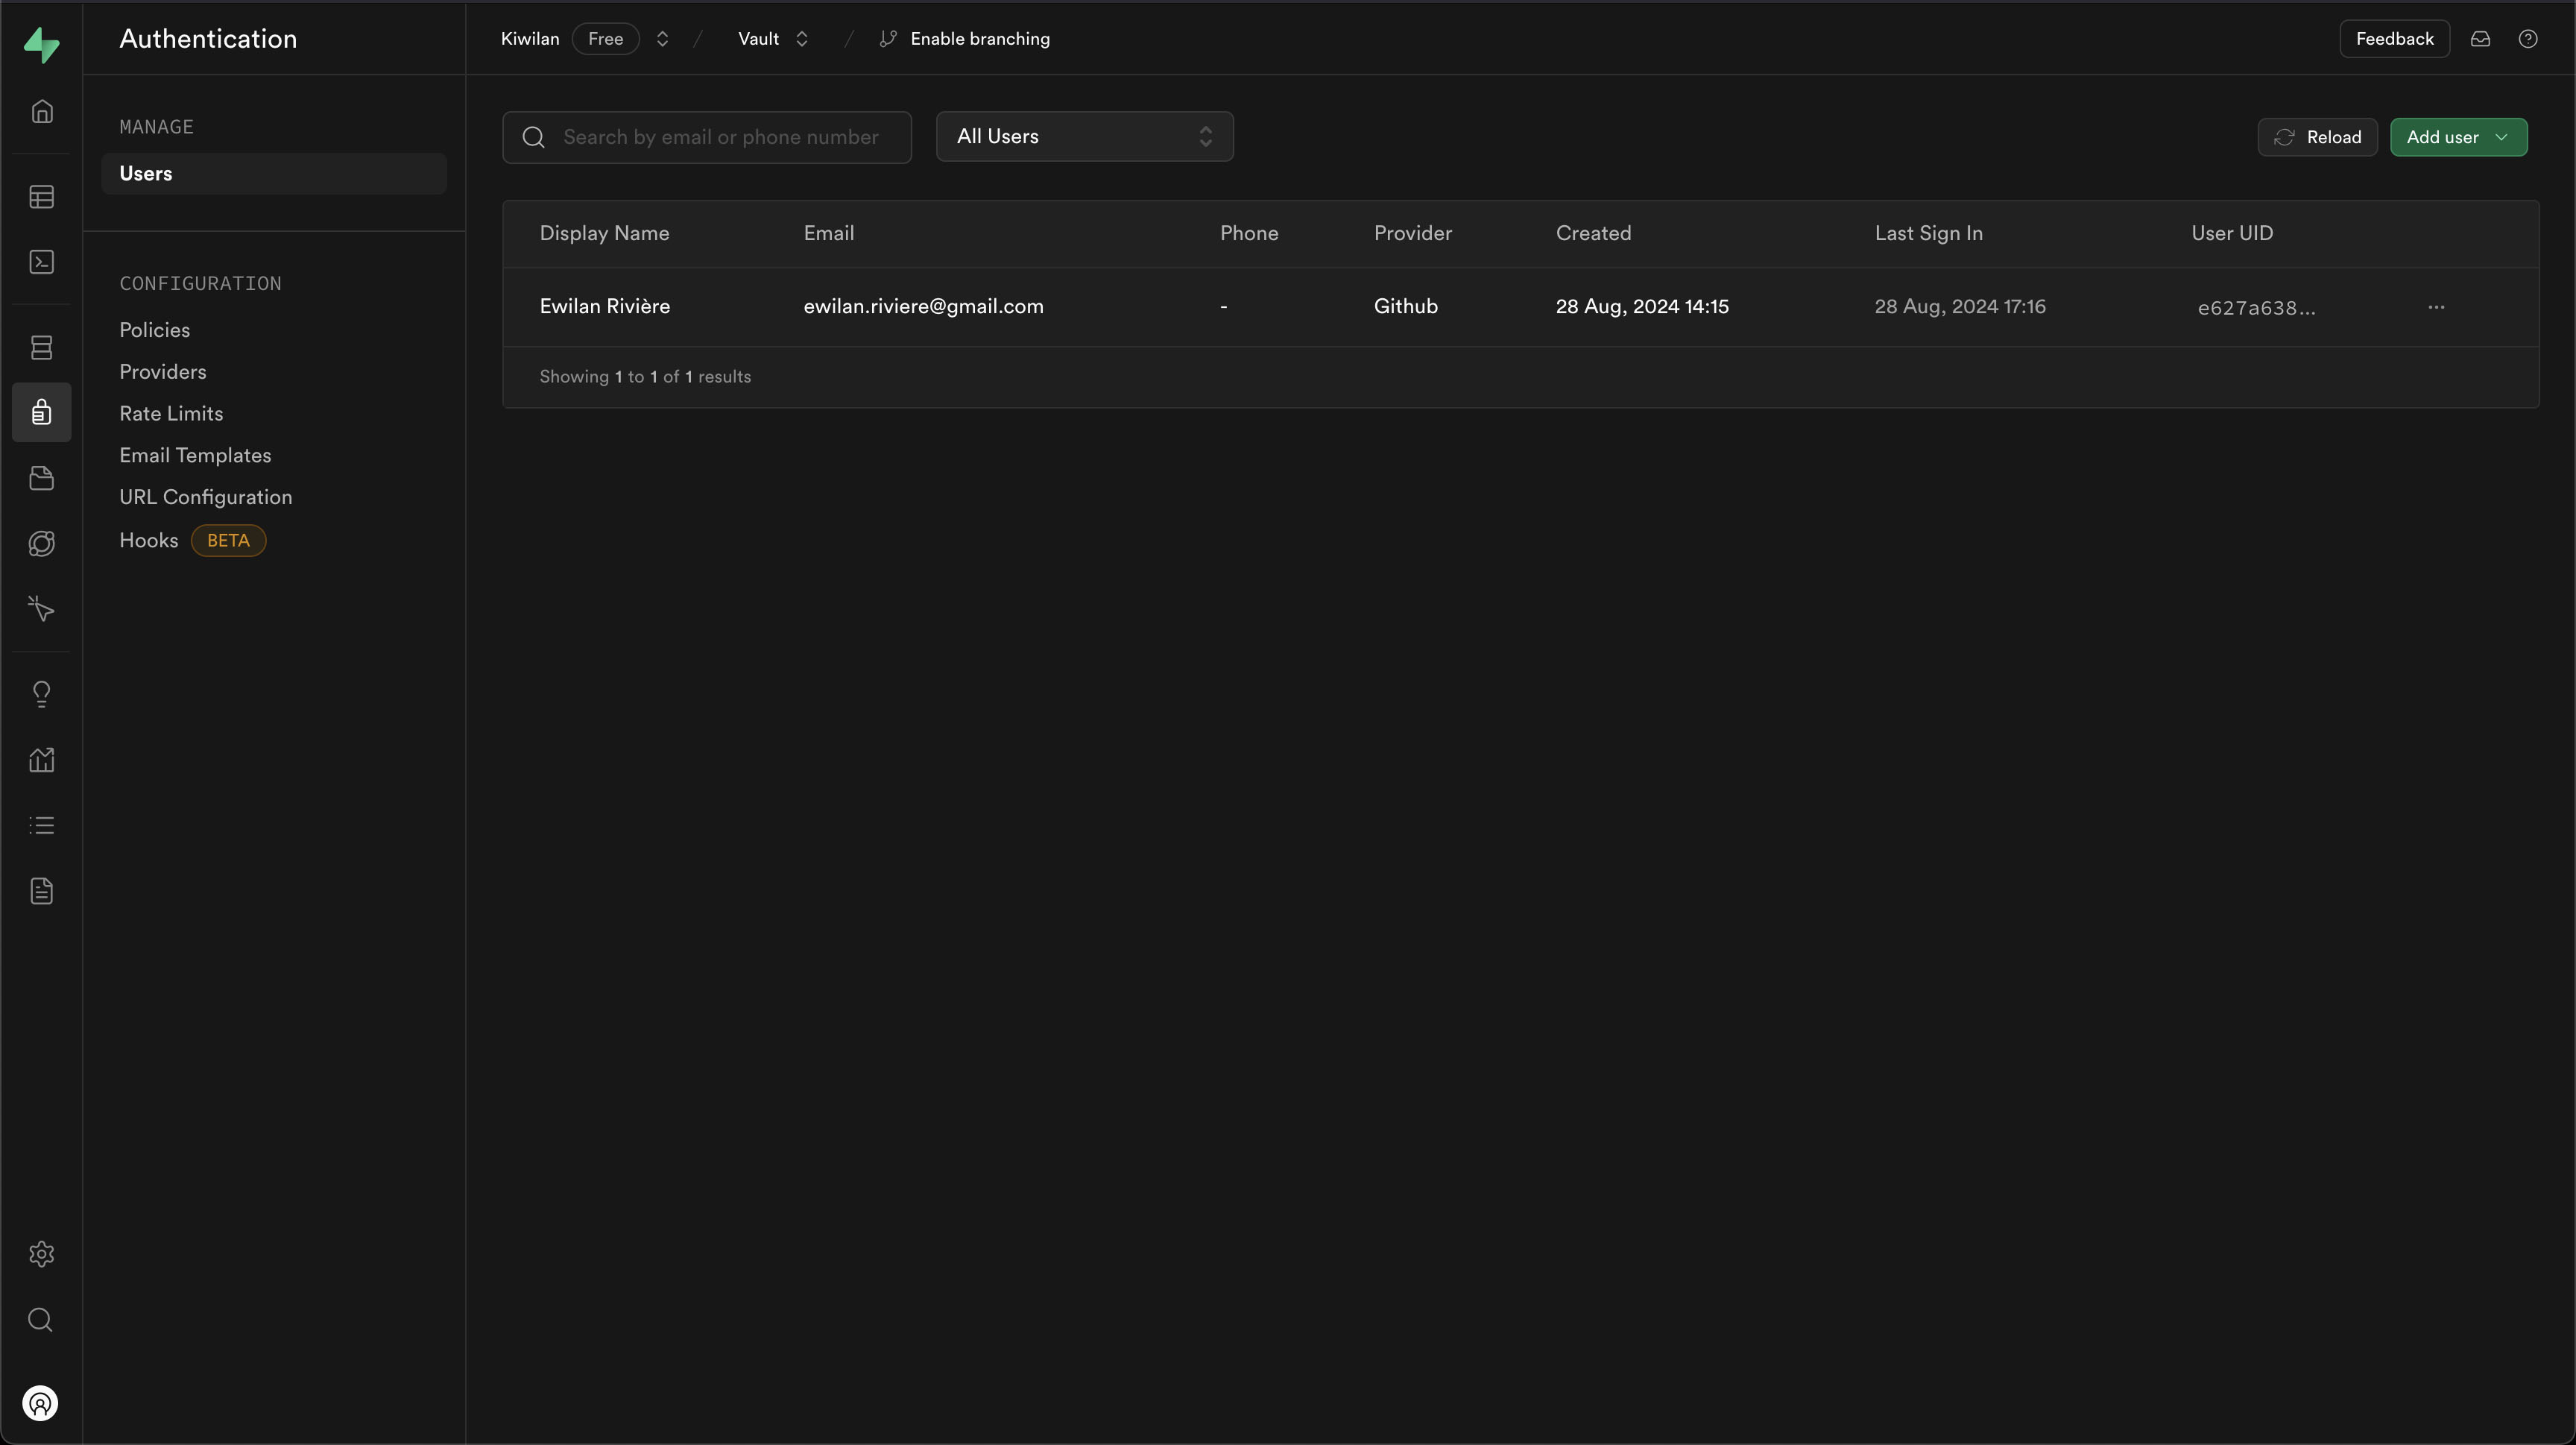 Authentication
MANAGE
Users
CONFIGURATION
Policies
Providers
Rate Limits
Email Templates
URL Configuration
Hooks BETA
Kiwilan Free / Vault / Enable branching
Feedback
Search by email or phone number
All Users
Reload
Add user
Display Name Email Phone Provider Created Last Sign In User UID
Ewilan Rivière ewilan.riviere@gmail.com - Github 28 Aug, 2024 14:15 28 Aug, 2024 17:16 e627a638...
Showing 1 to 1 of 1 results